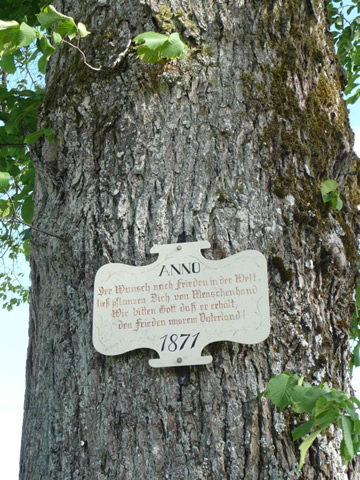 ANNO
Der Wunsch nach Frieden in der Welt,
ließ pflanzen Dich von Menschenhand
Wir bitten Gott daß er erhält,
den Frieden unserm Vaterland!
1871